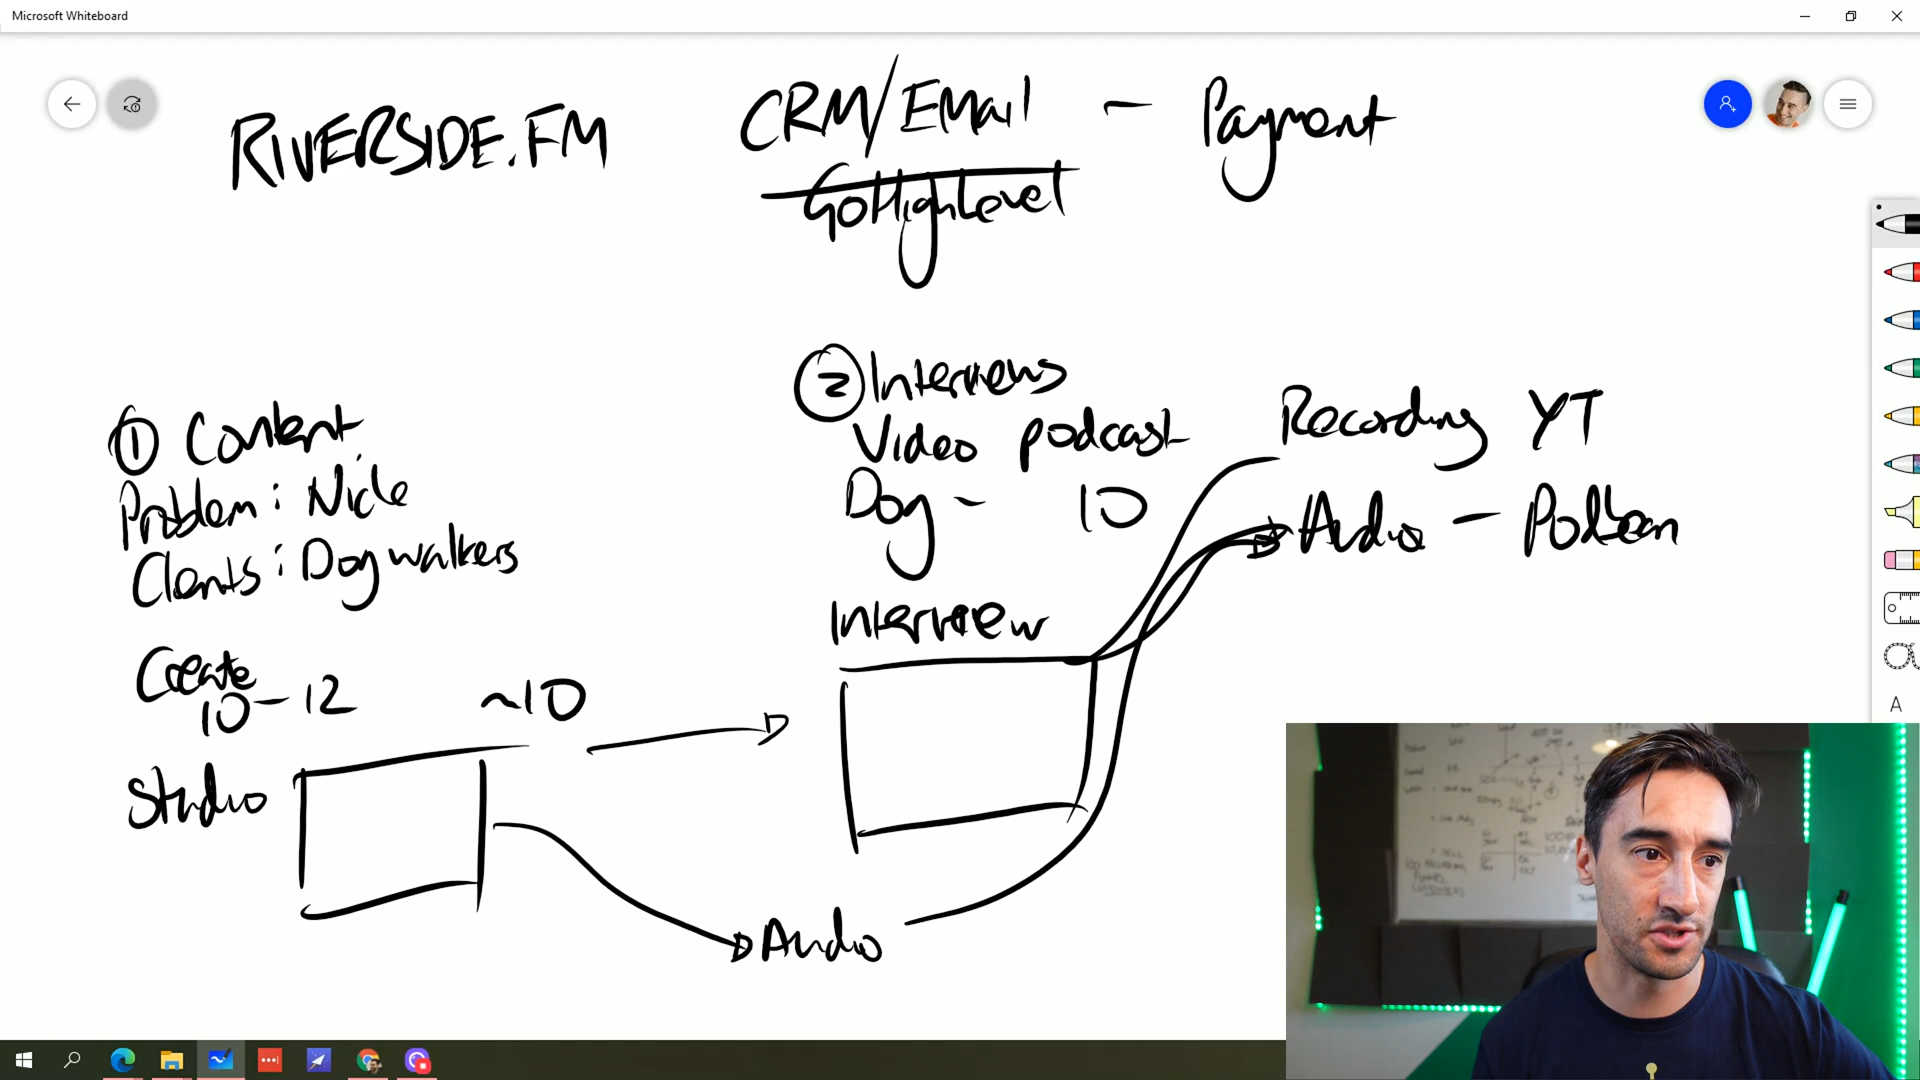 Microsoft Whiteboard
RIVERSIDE.FM
CRM/EMail – Payment
GoHighLevel
① Content
Problem: Nicle
Clients: Dog walkers
Create
10–12 ~10
Studio
② Interviews
Video podcast
Dog – 10
Interview
Recording YT
Audio – Podbean
Audio
A